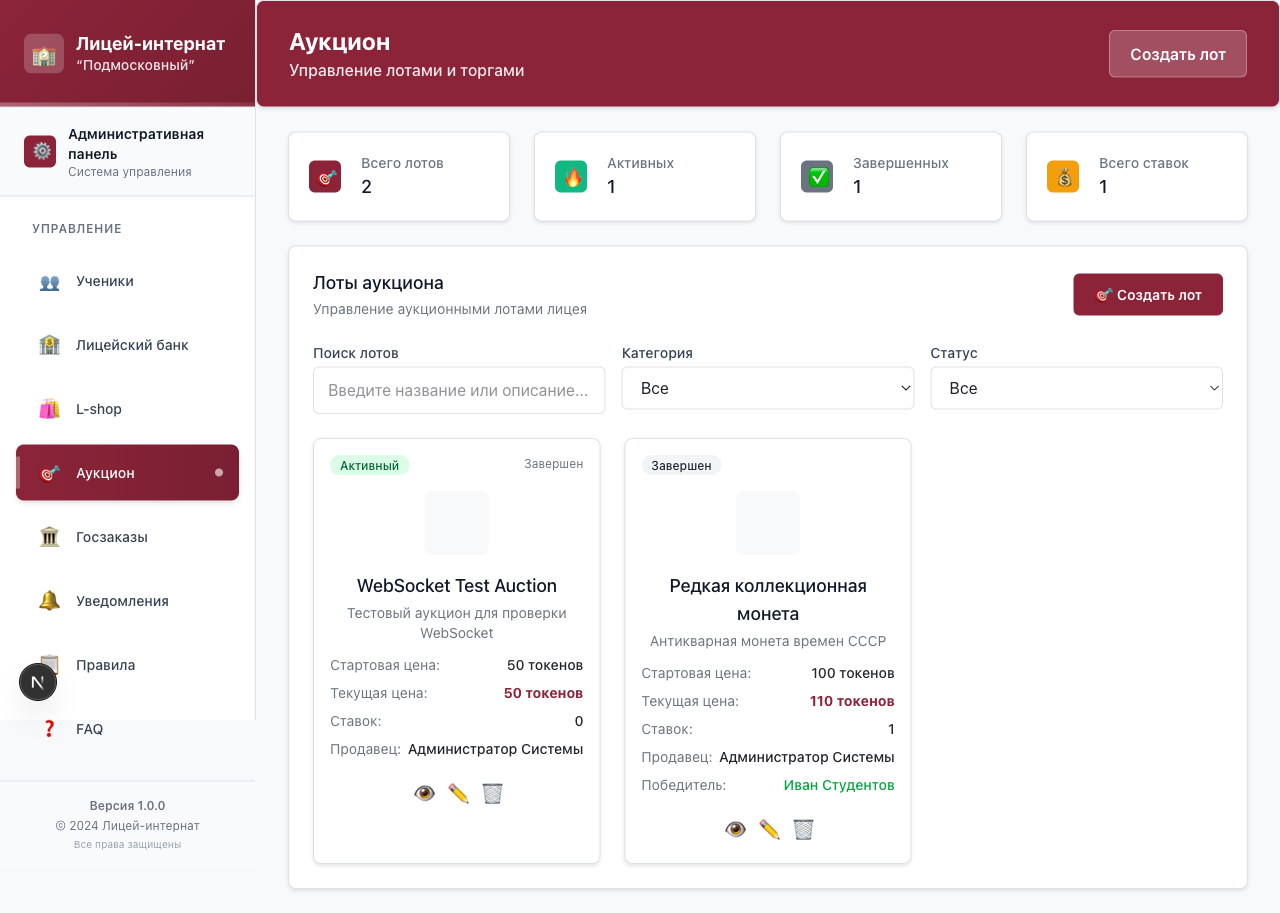 Лицей-интернат
“Подмосковный”
Административная
панель
Система управления
УПРАВЛЕНИЕ
Ученики
Лицейский банк
L-shop
Аукцион
Госзаказы
Уведомления
Правила
N
FAQ
Версия 1.0.0
© 2024 Лицей-интернат
Все права защищены
Аукцион
Управление лотами и торгами
Создать лот
Всего лотов
2
Активных
1
Завершенных
1
Всего ставок
1
Лоты аукциона
Управление аукционными лотами лицея
Создать лот
Поиск лотов
Введите название или описание...
Категория
Все
Статус
Все
Активный
Завершен
WebSocket Test Auction
Тестовый аукцион для проверки
WebSocket
Стартовая цена: 50 токенов
Текущая цена: 50 токенов
Ставок: 0
Продавец: Администратор Системы
Завершен
Редкая коллекционная
монета
Антикварная монета времен СССР
Стартовая цена: 100 токенов
Текущая цена: 110 токенов
Ставок: 1
Продавец: Администратор Системы
Победитель: Иван Студентов